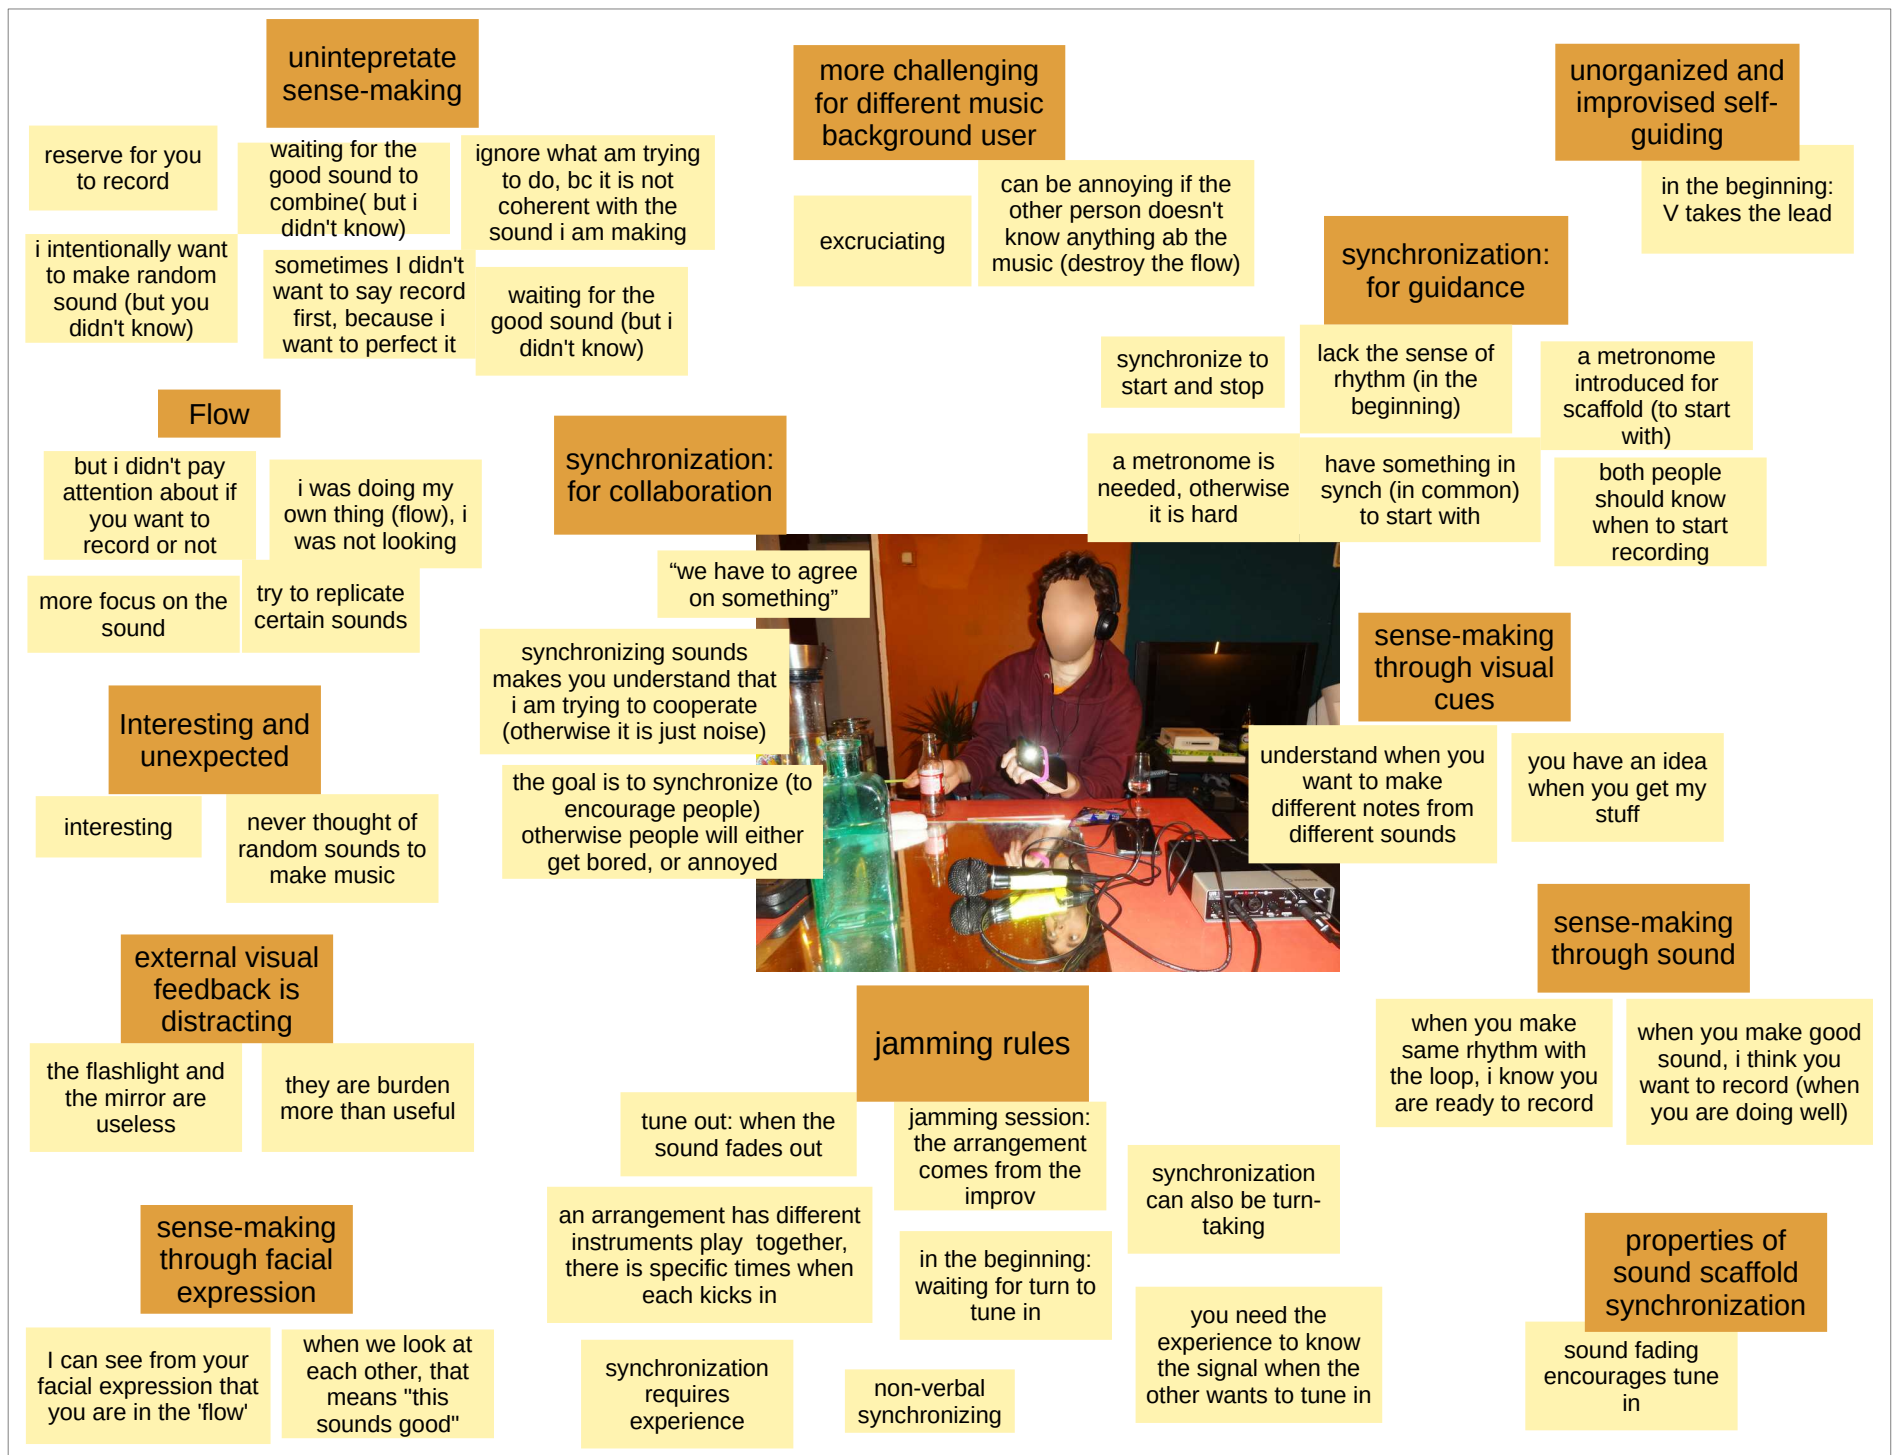 unintepretate
sense-making
reserve for you
to record
waiting for the
good sound to
combine( but i
didn't know)
ignore what am trying
to do, bc it is not
coherent with the
sound i am making
i intentionally want
to make random
sound (but you
didn't know)
sometimes I didn't
want to say record
first, because i
want to perfect it
waiting for the
good sound (but i
didn't know)
more challenging
for different music
background user
excruciating
can be annoying if the
other person doesn't
know anything ab the
music (destroy the flow)
unorganized and
improvised self-
guiding
in the beginning:
V takes the lead
synchronization:
for guidance
synchronize to
start and stop
lack the sense of
rhythm (in the
beginning)
a metronome
introduced for
scaffold (to start
with)
a metronome is
needed, otherwise
it is hard
have something in
synch (in common)
to start with
both people
should know
when to start
recording
Flow
but i didn't pay
attention about if
you want to
record or not
i was doing my
own thing (flow), i
was not looking
more focus on the
sound
try to replicate
certain sounds
synchronization:
for collaboration
“we have to agree
on something”
synchronizing sounds
makes you understand that
i am trying to cooperate
(otherwise it is just noise)
the goal is to synchronize (to
encourage people)
otherwise people will either
get bored, or annoyed
sense-making
through visual
cues
understand when you
want to make
different notes from
different sounds
you have an idea
when you get my
stuff
Interesting and
unexpected
interesting
never thought of
random sounds to
make music
sense-making
through sound
when you make
same rhythm with
the loop, i know you
are ready to record
when you make good
sound, i think you
want to record (when
you are doing well)
external visual
feedback is
distracting
the flashlight and
the mirror are
useless
they are burden
more than useful
jamming rules
tune out: when the
sound fades out
jamming session:
the arrangement
comes from the
improv
synchronization
can also be turn-
taking
an arrangement has different
instruments play together,
there is specific times when
each kicks in
in the beginning:
waiting for turn to
tune in
you need the
experience to know
the signal when the
other wants to tune in
synchronization
requires
experience
non-verbal
synchronizing
sense-making
through facial
expression
I can see from your
facial expression that
you are in the 'flow'
when we look at
each other, that
means "this
sounds good"
properties of
sound scaffold
synchronization
sound fading
encourages tune
in